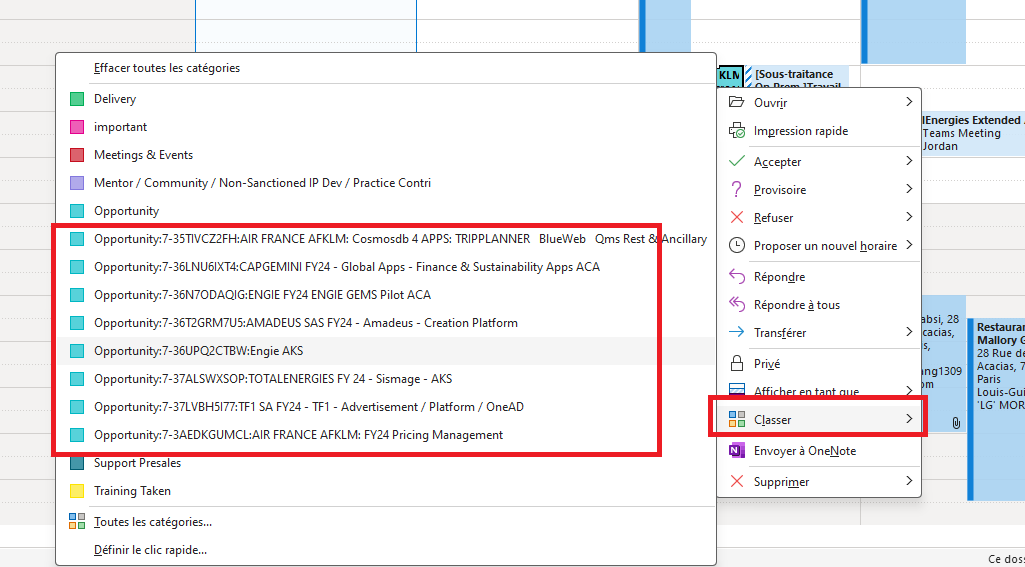 Effacer toutes les catégories
Delivery
important
Meetings & Events
Mentor / Community / Non-Sanctioned IP Dev / Practice Contri
Opportunity
Opportunity:7-35TIVCZ2FH:AIR FRANCE AFKLM: Cosmosdb 4 APPS: TRIPPLANNER BlueWeb Qms Rest & Ancillary
Opportunity:7-36LNU6IXT4:CAPGEMINI FY24 - Global Apps - Finance & Sustainability Apps ACA
Opportunity:7-36N7ODAQIG:ENGIE FY24 ENGIE GEMS Pilot ACA
Opportunity:7-36T2GRM7U5:AMADEUS SAS FY24 - Amadeus - Creation Platform
Opportunity:7-36UPQ2CTBW:Engie AKS
Opportunity:7-37ALSWXSOP:TOTALENERGIES FY 24 - Sismage - AKS
Opportunity:7-37LVBH5I77:TF1 SA FY24 - TF1 - Advertisement / Platform / OneAD
Opportunity:7-3AEDKGUMCL:AIR FRANCE AFKLM: FY24 Pricing Management
Support Presales
Training Taken
Toutes les catégories...
Définir le clic rapide...
KLM
[Sous-traitance
On Prem ]Travail
Ouvrir
Impression rapide
Accepter
Provisoire
Refuser
Proposer un nouvel horaire
Répondre
Répondre à tous
Transférer
Privé
Afficher en tant que
Classer
Envoyer à OneNote
Supprimer
lEnergies Extended
Teams Meeting
Jordan
absi, 28
cacias,
s,
ang1309
om
Restauran
Mallory G
28 Rue de
Acacias, 7
Paris
Louis-Gui
'LG' MOR
Ce doss